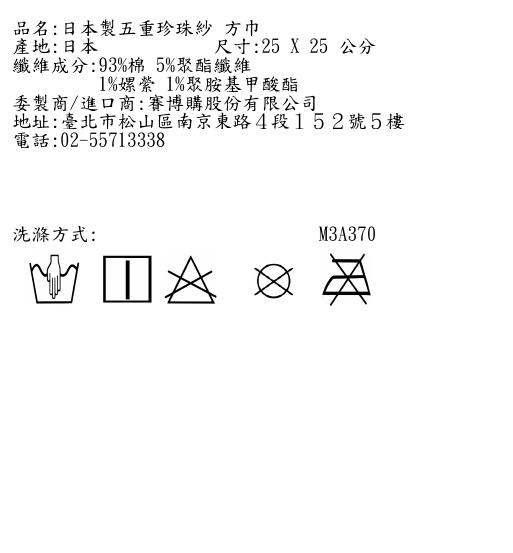 品名:日本製五重珍珠紗 方巾
產地:日本 尺寸:25 X 25 公分
纖維成分:93%棉 5%聚酯纖維
1%嫘縈 1%聚胺基甲酸酯
委製商/進口商:賽博購股份有限公司
地址:臺北市松山區南京東路４段１５２號５樓
電話:02-55713338
洗滌方式: M3A370